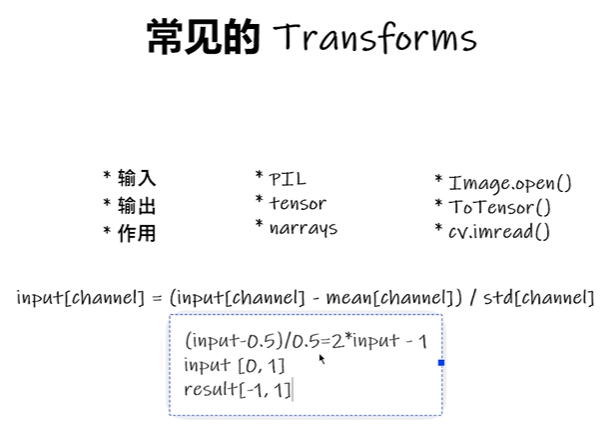 常见的 Transforms
* 输入
* 输出
* 作用
* PIL
* tensor
* narrays
* Image.open()
* ToTensor()
* cv.imread()
input[channel] = (input[channel] - mean[channel]) / std[channel]
(input-0.5)/0.5=2*input - 1
input [0, 1]
result[-1, 1]